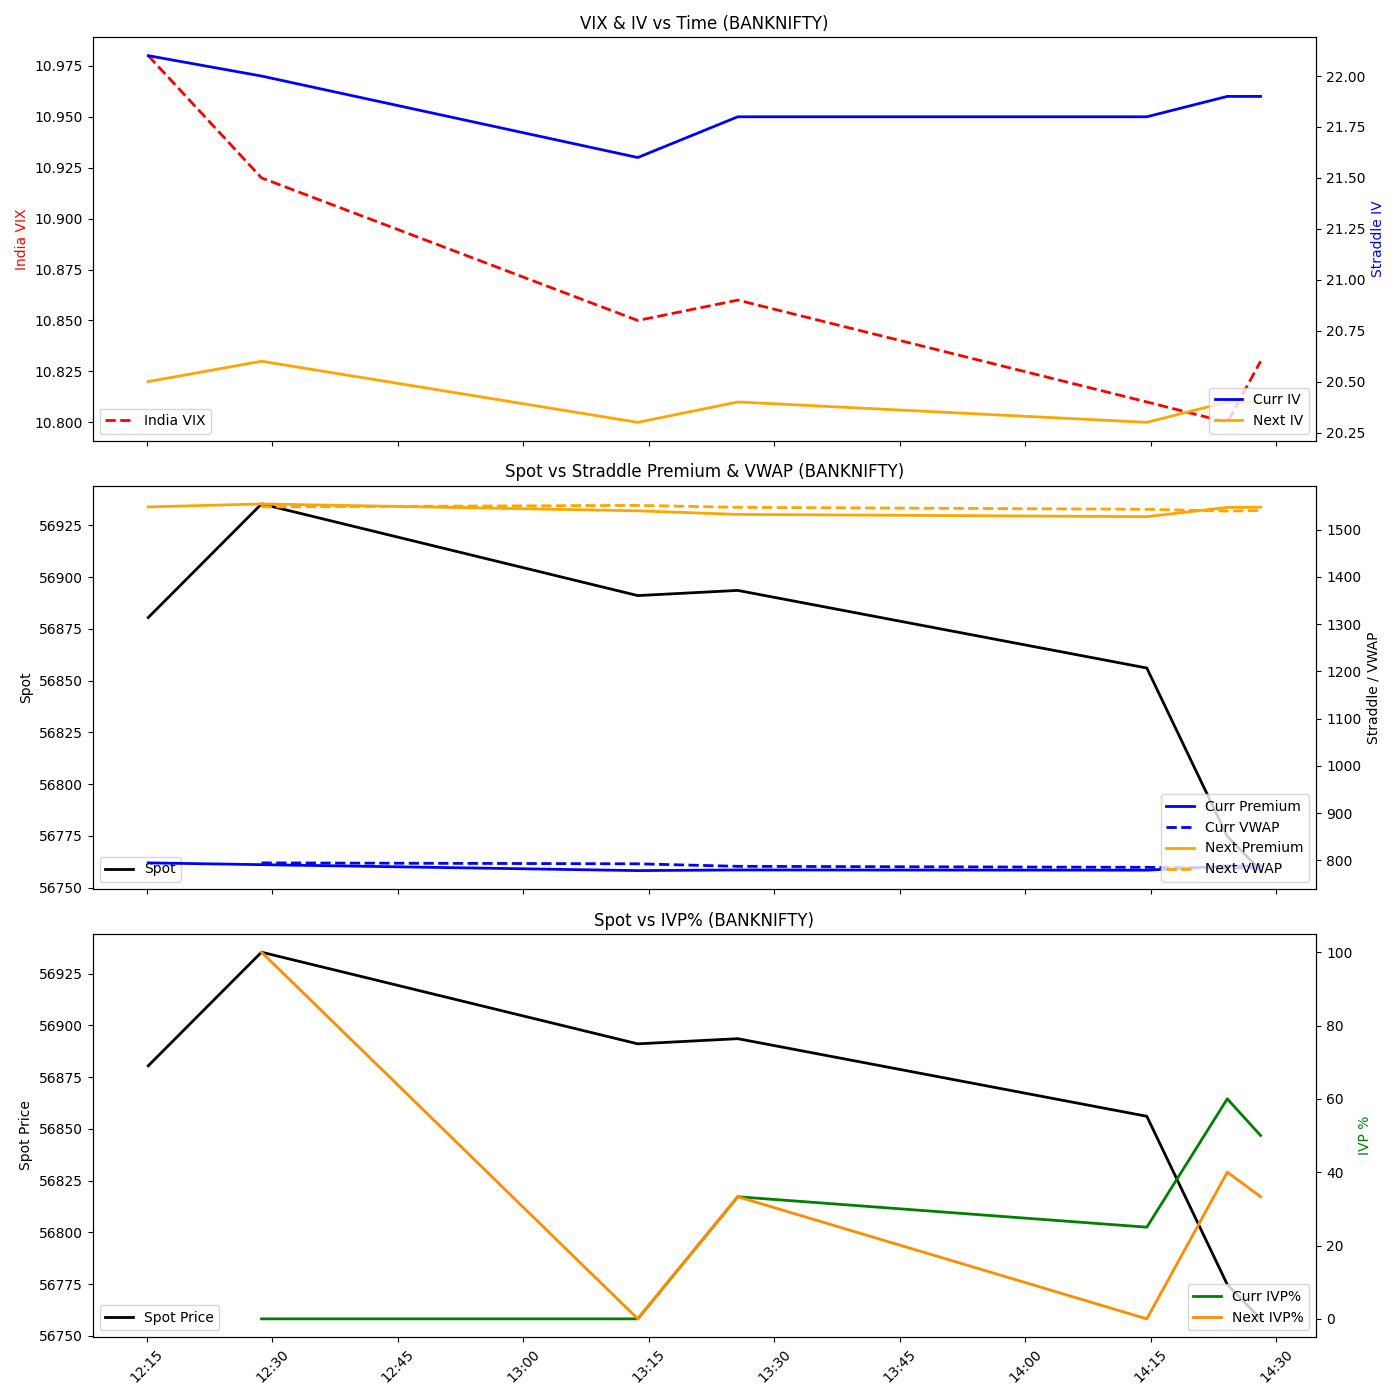 VIX & IV vs Time (BANKNIFTY)
10.975
10.950
10.925
10.900
10.875
10.850
10.825
10.800
India VIX
22.00
21.75
21.50
21.25
21.00
20.75
20.50
20.25
Straddle IV
India VIX
Curr IV
Next IV
Spot vs Straddle Premium & VWAP (BANKNIFTY)
56925
56900
56875
56850
56825
56800
56775
56750
Spot
1500
1400
1300
1200
1100
1000
900
800
Straddle / VWAP
Spot
Curr Premium
Curr VWAP
Next Premium
Next VWAP
Spot vs IVP% (BANKNIFTY)
56925
56900
56875
56850
56825
56800
56775
56750
Spot Price
100
80
60
40
20
0
IVP %
Spot Price
Curr IVP%
Next IVP%
12:15
12:30
12:45
13:00
13:15
13:30
13:45
14:00
14:15
14:30